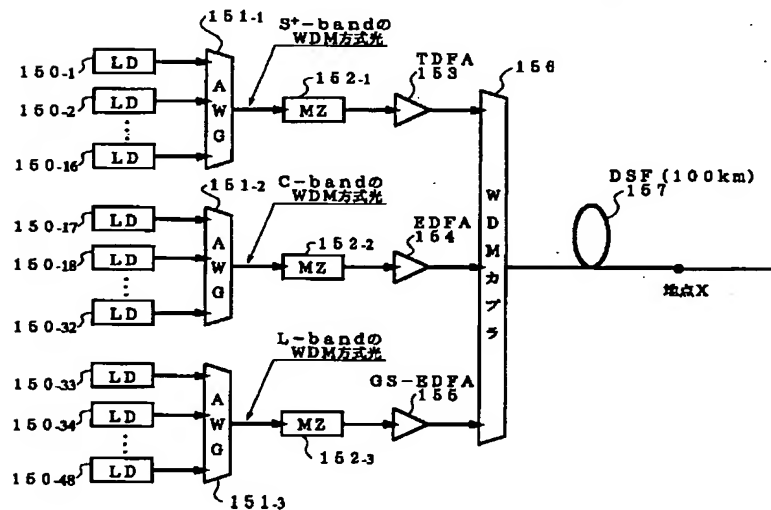 151-1
S+-bandの
WDM方式光
156
TDFA
153
152-1
150-1
LD
150-2
LD
150-16
LD
AWG
MZ
151-2
C-bandの
WDM方式光
EDFA
154
152-2
150-17
LD
150-18
LD
150-32
LD
AWG
MZ
WDMカプラ
DSF (100km)
157
地点X
L-bandの
WDM方式光
GS-EDFA
155
150-33
LD
150-34
LD
150-48
LD
AWG
MZ
152-3
151-3